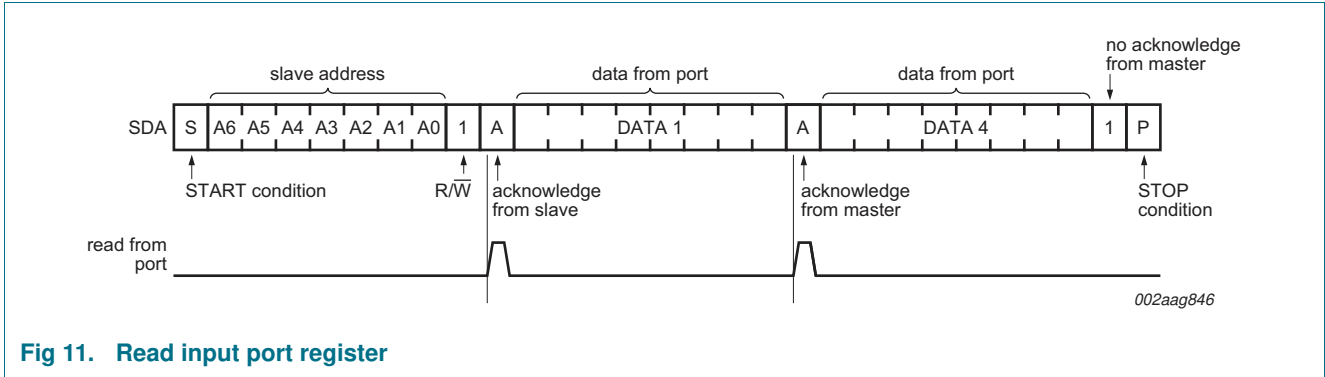 no acknowledge
from master
slave address
data from port
data from port
SDA S A6 A5 A4 A3 A2 A1 A0 1 A DATA 1 A DATA 4 1 P
START condition
R/W̅
acknowledge
from slave
acknowledge
from master
STOP
condition
read from
port
002aag846
Fig 11. Read input port register